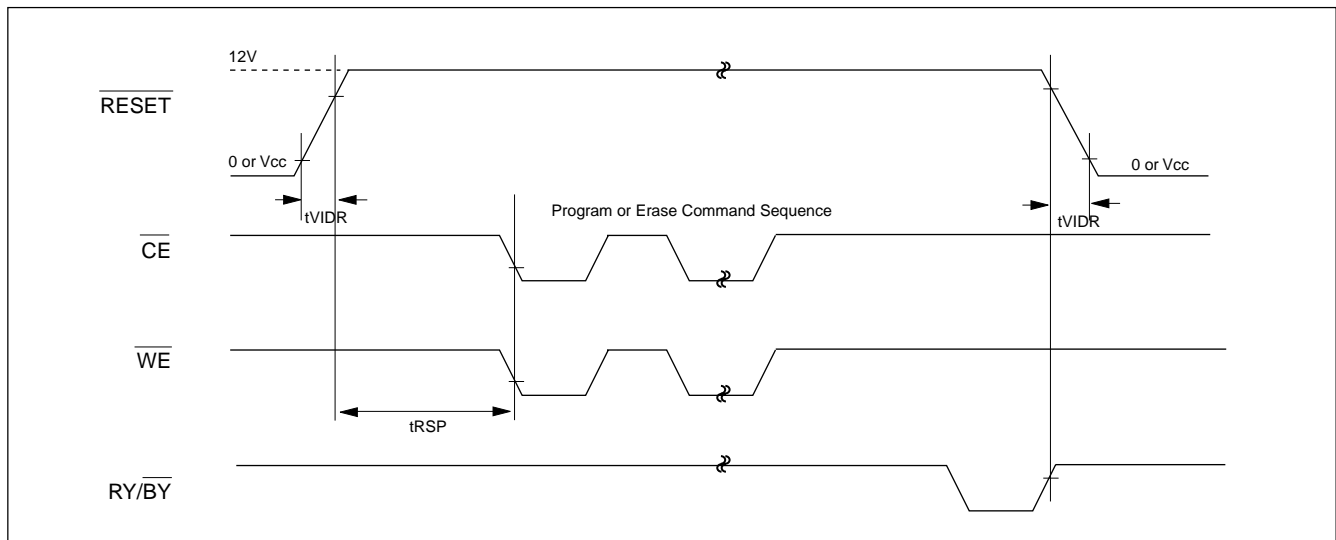 12V
RESET
0 or Vcc
0 or Vcc
tVIDR
Program or Erase Command Sequence
tVIDR
CE
WE
tRSP
RY/BY